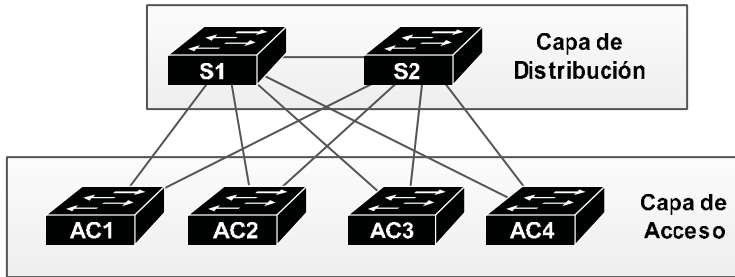 S1
S2
Capa de
Distribución
AC1
AC2
AC3
AC4
Capa de
Acceso